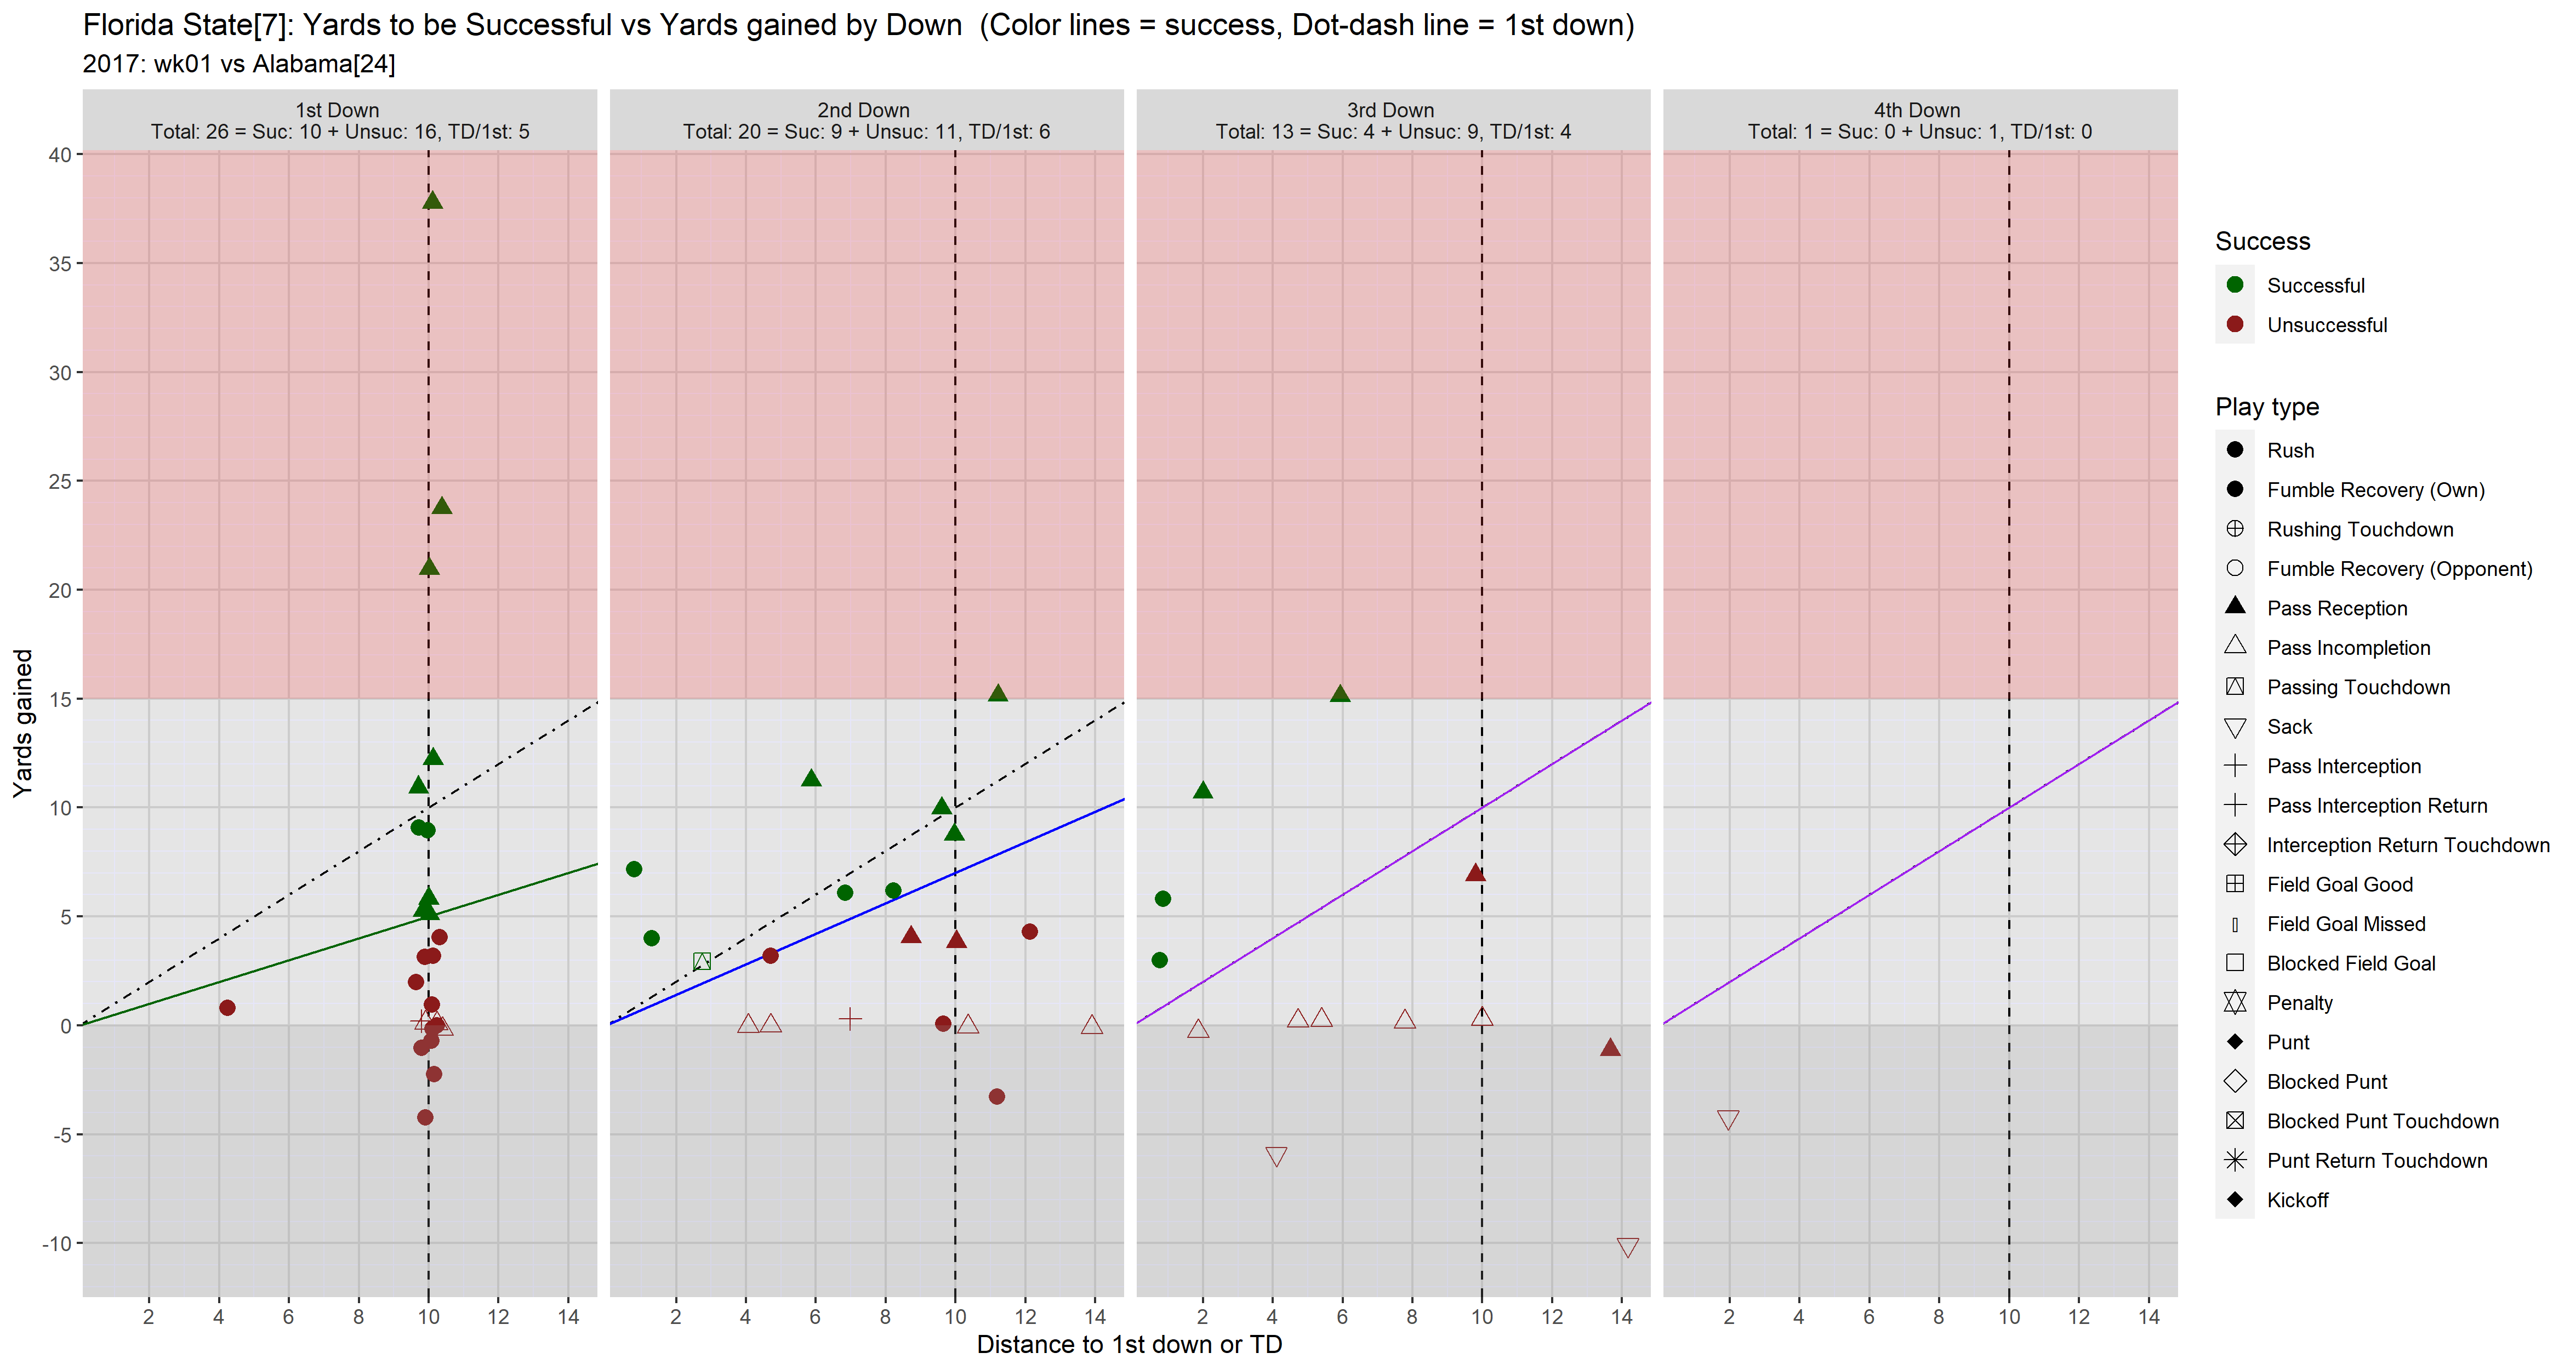 Florida State[7]: Yards to be Successful vs Yards gained by Down  (Color lines = success, Dot-dash line = 1st down)
2017: wk01 vs Alabama[24]
1st Down
Total: 26 = Suc: 10 + Unsuc: 16, TD/1st: 5
2nd Down
Total: 20 = Suc: 9 + Unsuc: 11, TD/1st: 6
3rd Down
Total: 13 = Suc: 4 + Unsuc: 9, TD/1st: 4
4th Down
Total: 1 = Suc: 0 + Unsuc: 1, TD/1st: 0
Yards gained
40
35
30
25
20
15
10
5
0
-5
-10
2 4 6 8 10 12 14
2 4 6 8 10 12 14
2 4 6 8 10 12 14
2 4 6 8 10 12 14
Distance to 1st down or TD
Success
Successful
Unsuccessful
Play type
Rush
Fumble Recovery (Own)
Rushing Touchdown
Fumble Recovery (Opponent)
Pass Reception
Pass Incompletion
Passing Touchdown
Sack
Pass Interception
Pass Interception Return
Interception Return Touchdown
Field Goal Good
Field Goal Missed
Blocked Field Goal
Penalty
Punt
Blocked Punt
Blocked Punt Touchdown
Punt Return Touchdown
Kickoff